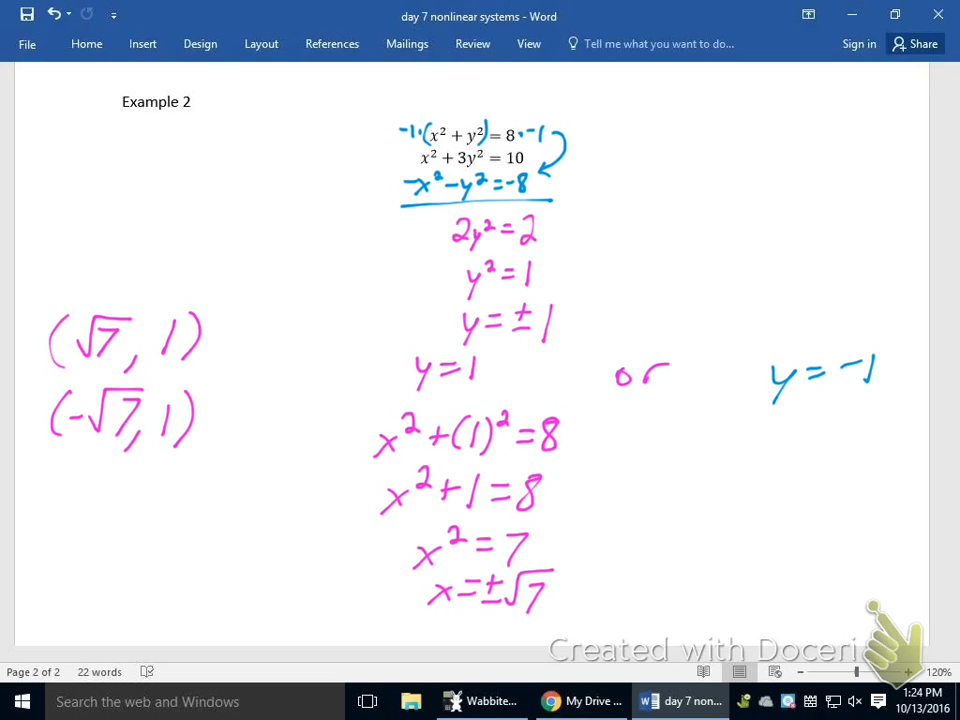 day 7 nonlinear systems - Word
File Home Insert Design Layout References Mailings Review View Tell me what you want to do... Sign in Share
Example 2
-1·(x² + y²) = 8·-1
x² + 3y² = 10
-x² - y² = -8
2y² = 2
y² = 1
y = ±1
(√7, 1)
y = 1 or y = -1
(-√7, 1)
x² + (1)² = 8
x² + 1 = 8
x² = 7
x = ±√7
Created with Doceri
Page 2 of 2 22 words 120%
Search the web and Windows Wabbite... My Drive ... day 7 non... 1:24 PM
10/13/2016